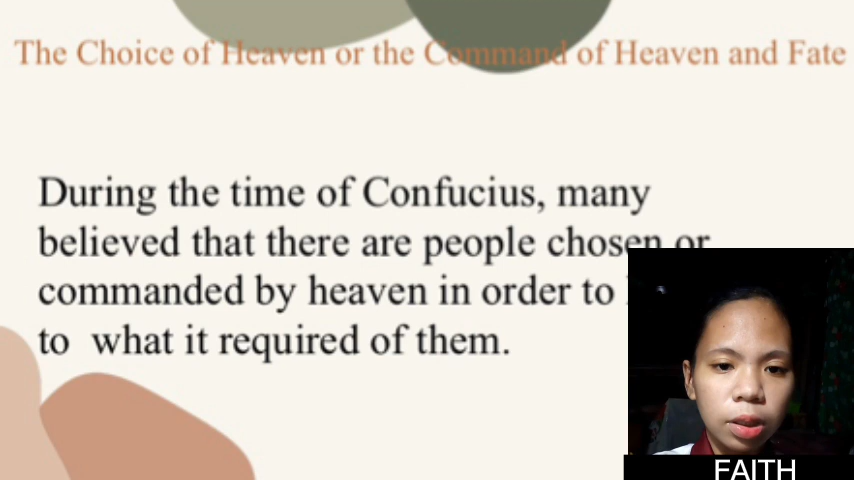 The Choice of Heaven or the Command of Heaven and Fate
During the time of Confucius, many
believed that there are people chosen or
commanded by heaven in order to
to what it required of them.
FAITH